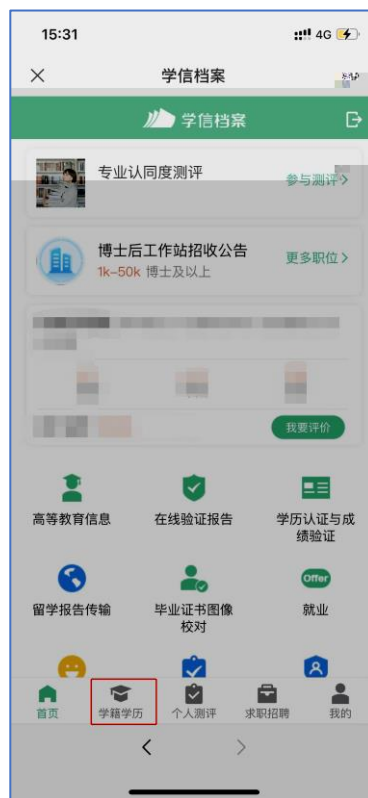 15:31
4G
学信档案
学信档案
专业认同度测评
参与测评
博士后工作站招收公告
1k-50k 博士及以上
更多职位
我要评价
高等教育信息
在线验证报告
学历认证与成
绩验证
Offer
留学报告传输
毕业证书图像
校对
就业
首页
学籍学历
个人测评
求职招聘
我的